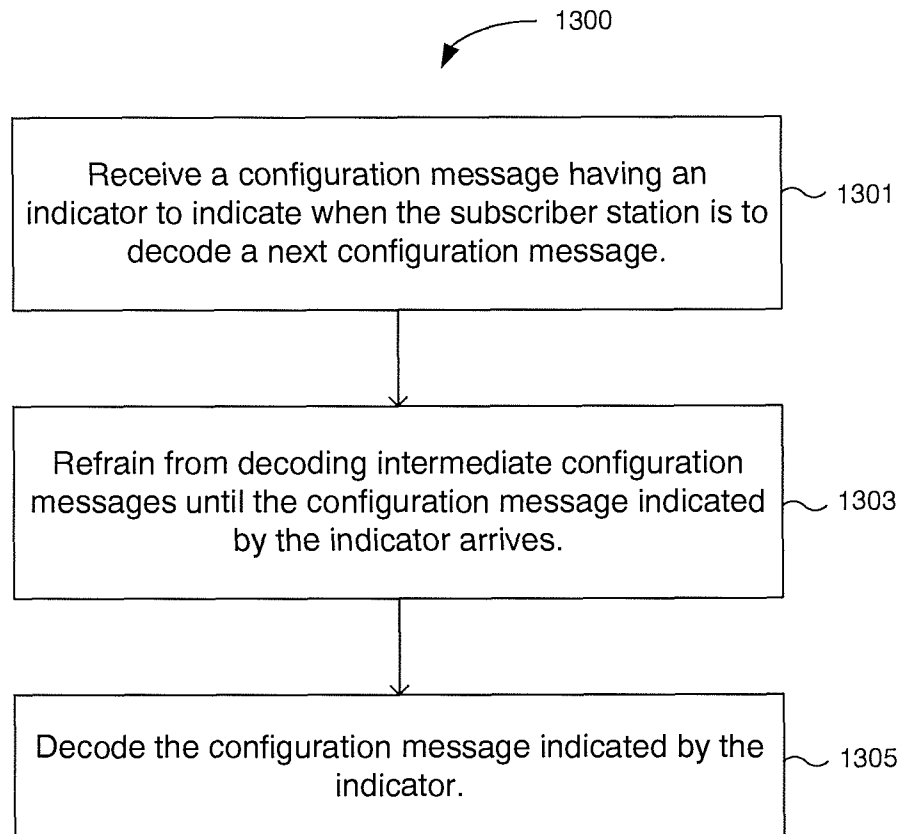 1300
Receive a configuration message having an
indicator to indicate when the subscriber station is to
decode a next configuration message.
1301
Refrain from decoding intermediate configuration
messages until the configuration message indicated
by the indicator arrives.
1303
Decode the configuration message indicated by the
indicator.
1305